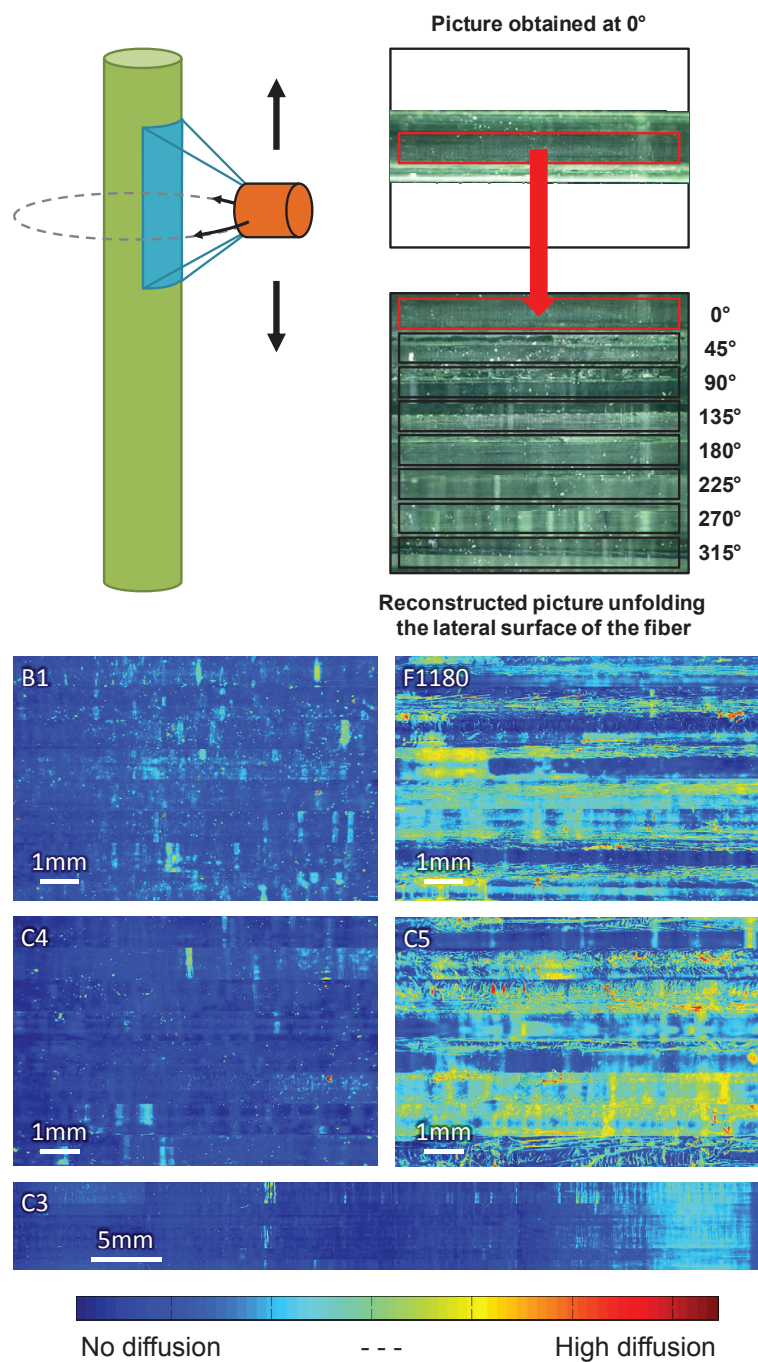 Picture obtained at 0°
0°
45°
90°
135°
180°
225°
270°
315°
Reconstructed picture unfolding
the lateral surface of the fiber
B1
1mm
F1180
1mm
C4
1mm
C5
1mm
C3
5mm
No diffusion
- - -
High diffusion